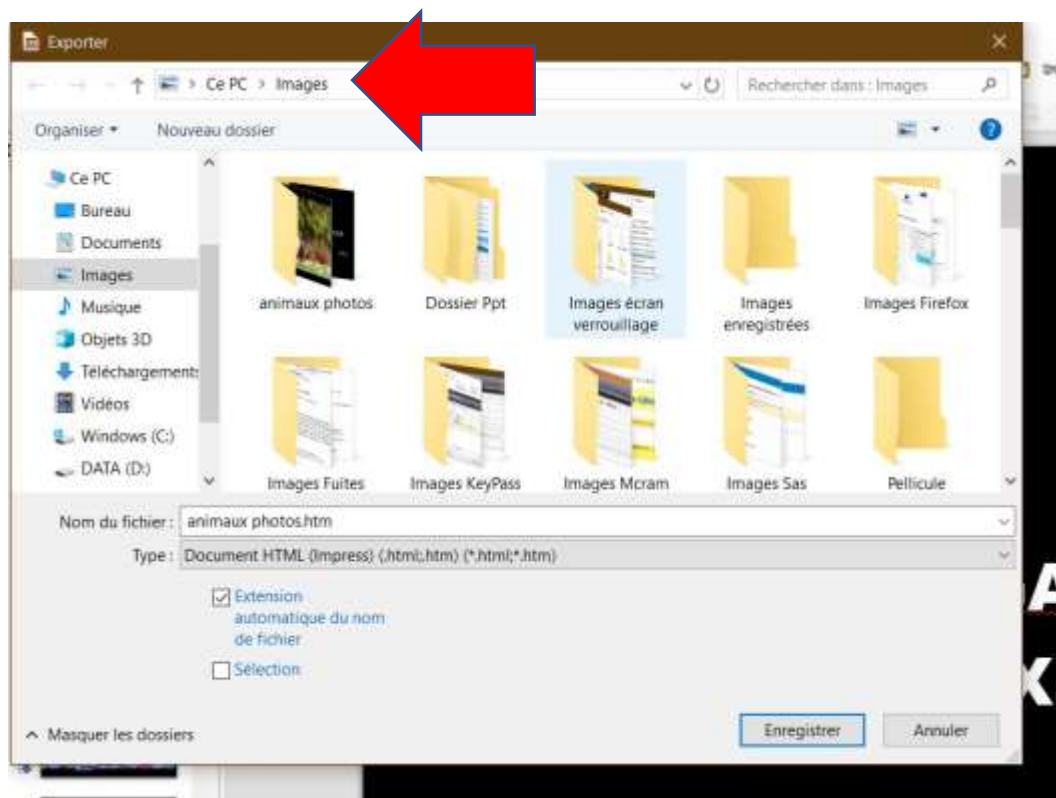 Exporter
Ce PC > Images
Rechercher dans : Images
Organiser
Nouveau dossier
Ce PC
Bureau
Documents
Images
Musique
Objets 3D
Téléchargements
Vidéos
Windows (C:)
DATA (D:)
animaux photos
Dossier Ppt
Images écran
verrouillage
Images
enregistrées
Images Firefox
Images Fuites
Images KeyPass
Images Mcram
Images Sas
Pellicule
Nom du fichier : animaux photos.htm
Type : Document HTML (Impress) (.html;.htm) (*.html;*.htm)
Extension
automatique du nom
de fichier
Sélection
Masquer les dossiers
Enregistrer
Annuler
A
X